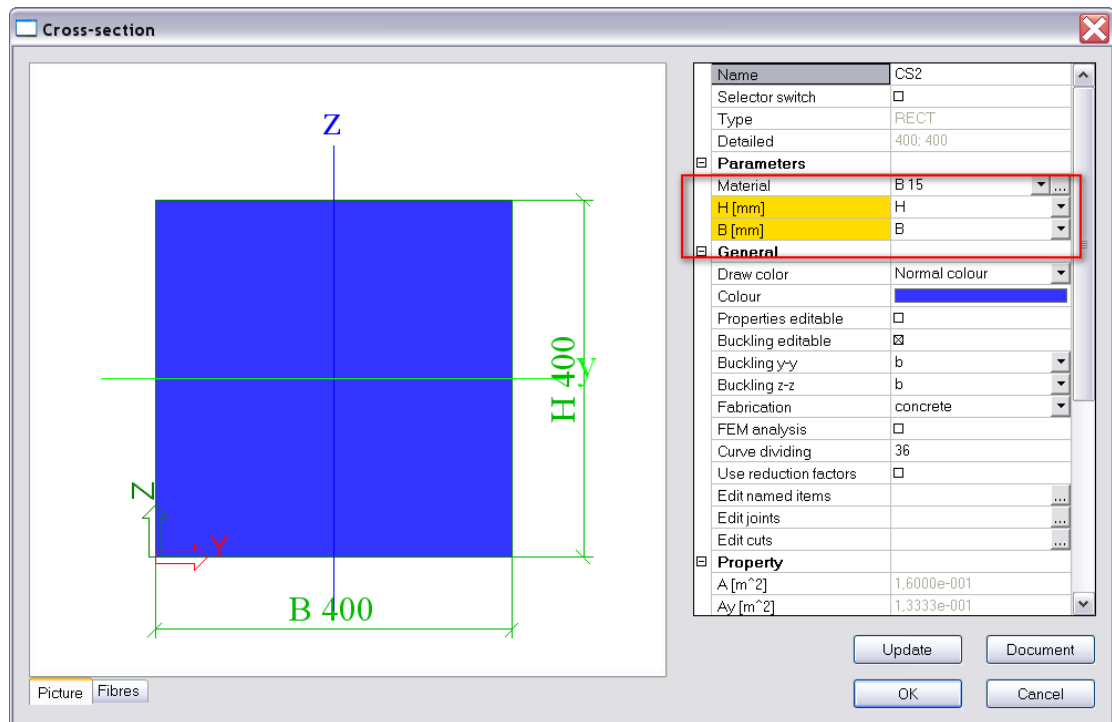 Cross-section
Z
H 400
y
Z
Y
B 400
Picture
Fibres
Name CS2
Selector switch
Type RECT
Detailed 400; 400
Parameters
Material B 15 ...
H [mm] H
B [mm] B
General
Draw color Normal colour
Colour
Properties editable
Buckling editable
Buckling y-y b
Buckling z-z b
Fabrication concrete
FEM analysis
Curve dividing 36
Use reduction factors
Edit named items ...
Edit joints ...
Edit cuts ...
Property
A [m^2] 1,6000e-001
Ay [m^2] 1,3333e-001
Update Document
OK Cancel